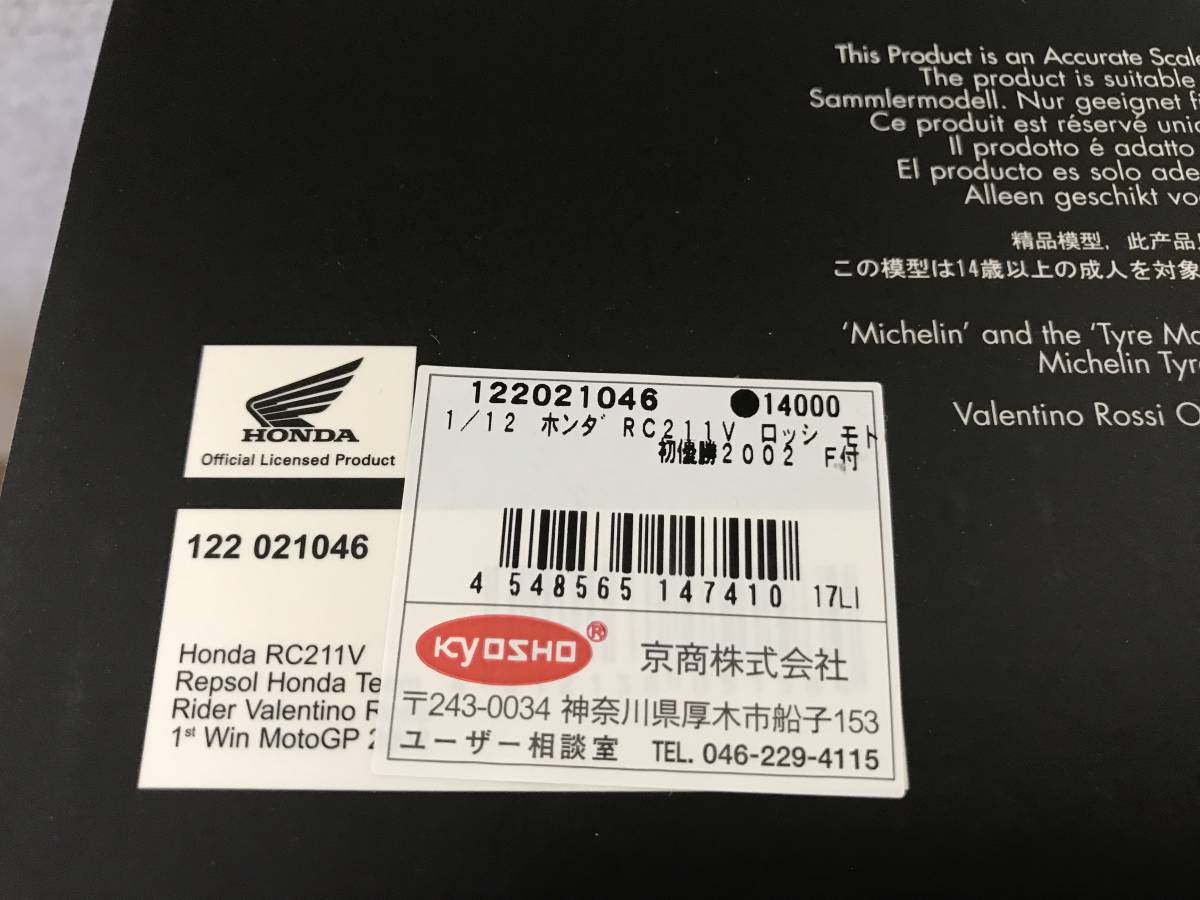 This Product is an Accurate Scale
The product is suitable
Sammlermodell. Nur geeignet f
Ce produit est réservé uni
Il prodotto é adatto
El producto es solo ade
Alleen geschikt vo
精品模型，此产品
この模型は14歳以上の成人を対象
'Michelin' and the 'Tyre Ma
Michelin Tyr
Valentino Rossi O
HONDA
Official Licensed Product
122 021046
Honda RC211V
Repsol Honda Te
Rider Valentino R
1st Win MotoGP
122021046 ●14000
1/12 ホンダ RC211V ロッシ モト
初優勝2002 F付
4 548565 147410 17LI
KYOSHO® 京商株式会社
〒243-0034 神奈川県厚木市船子153
ユーザー相談室 TEL. 046-229-4115